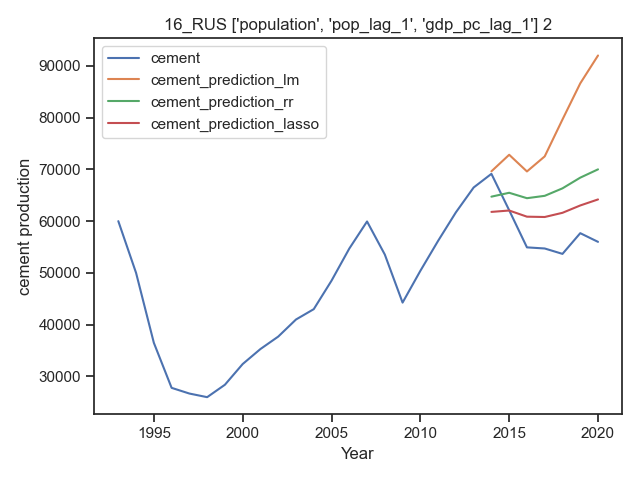 16_RUS ['population', 'pop_lag_1', 'gdp_pc_lag_1'] 2
cement
cement_prediction_lm
cement_prediction_rr
cement_prediction_lasso
cement production
90000
80000
70000
60000
50000
40000
30000
1995
2000
2005
2010
2015
2020
Year